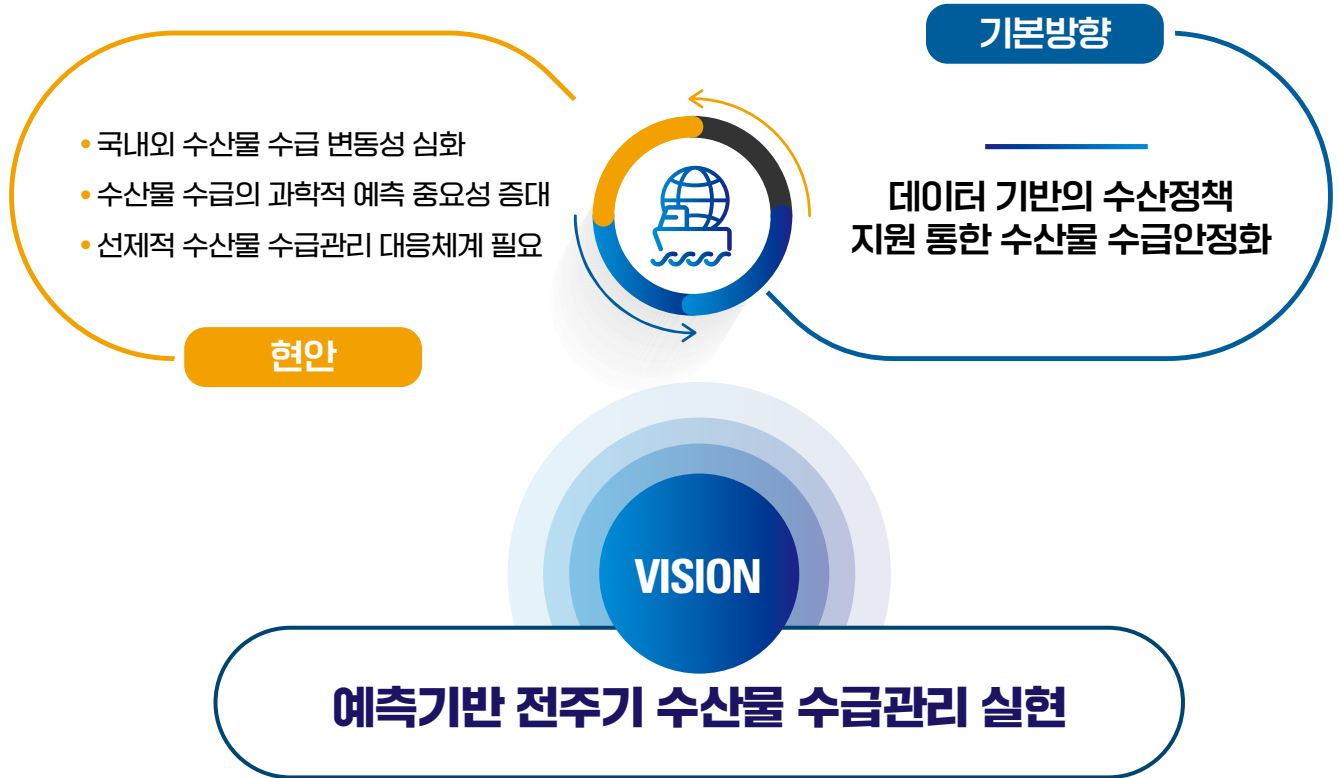 기본방향
• 국내외 수산물 수급 변동성 심화
• 수산물 수급의 과학적 예측 중요성 증대
• 선제적 수산물 수급관리 대응체계 필요
현안
데이터 기반의 수산정책
지원 통한 수산물 수급안정화
VISION
예측기반 전주기 수산물 수급관리 실현